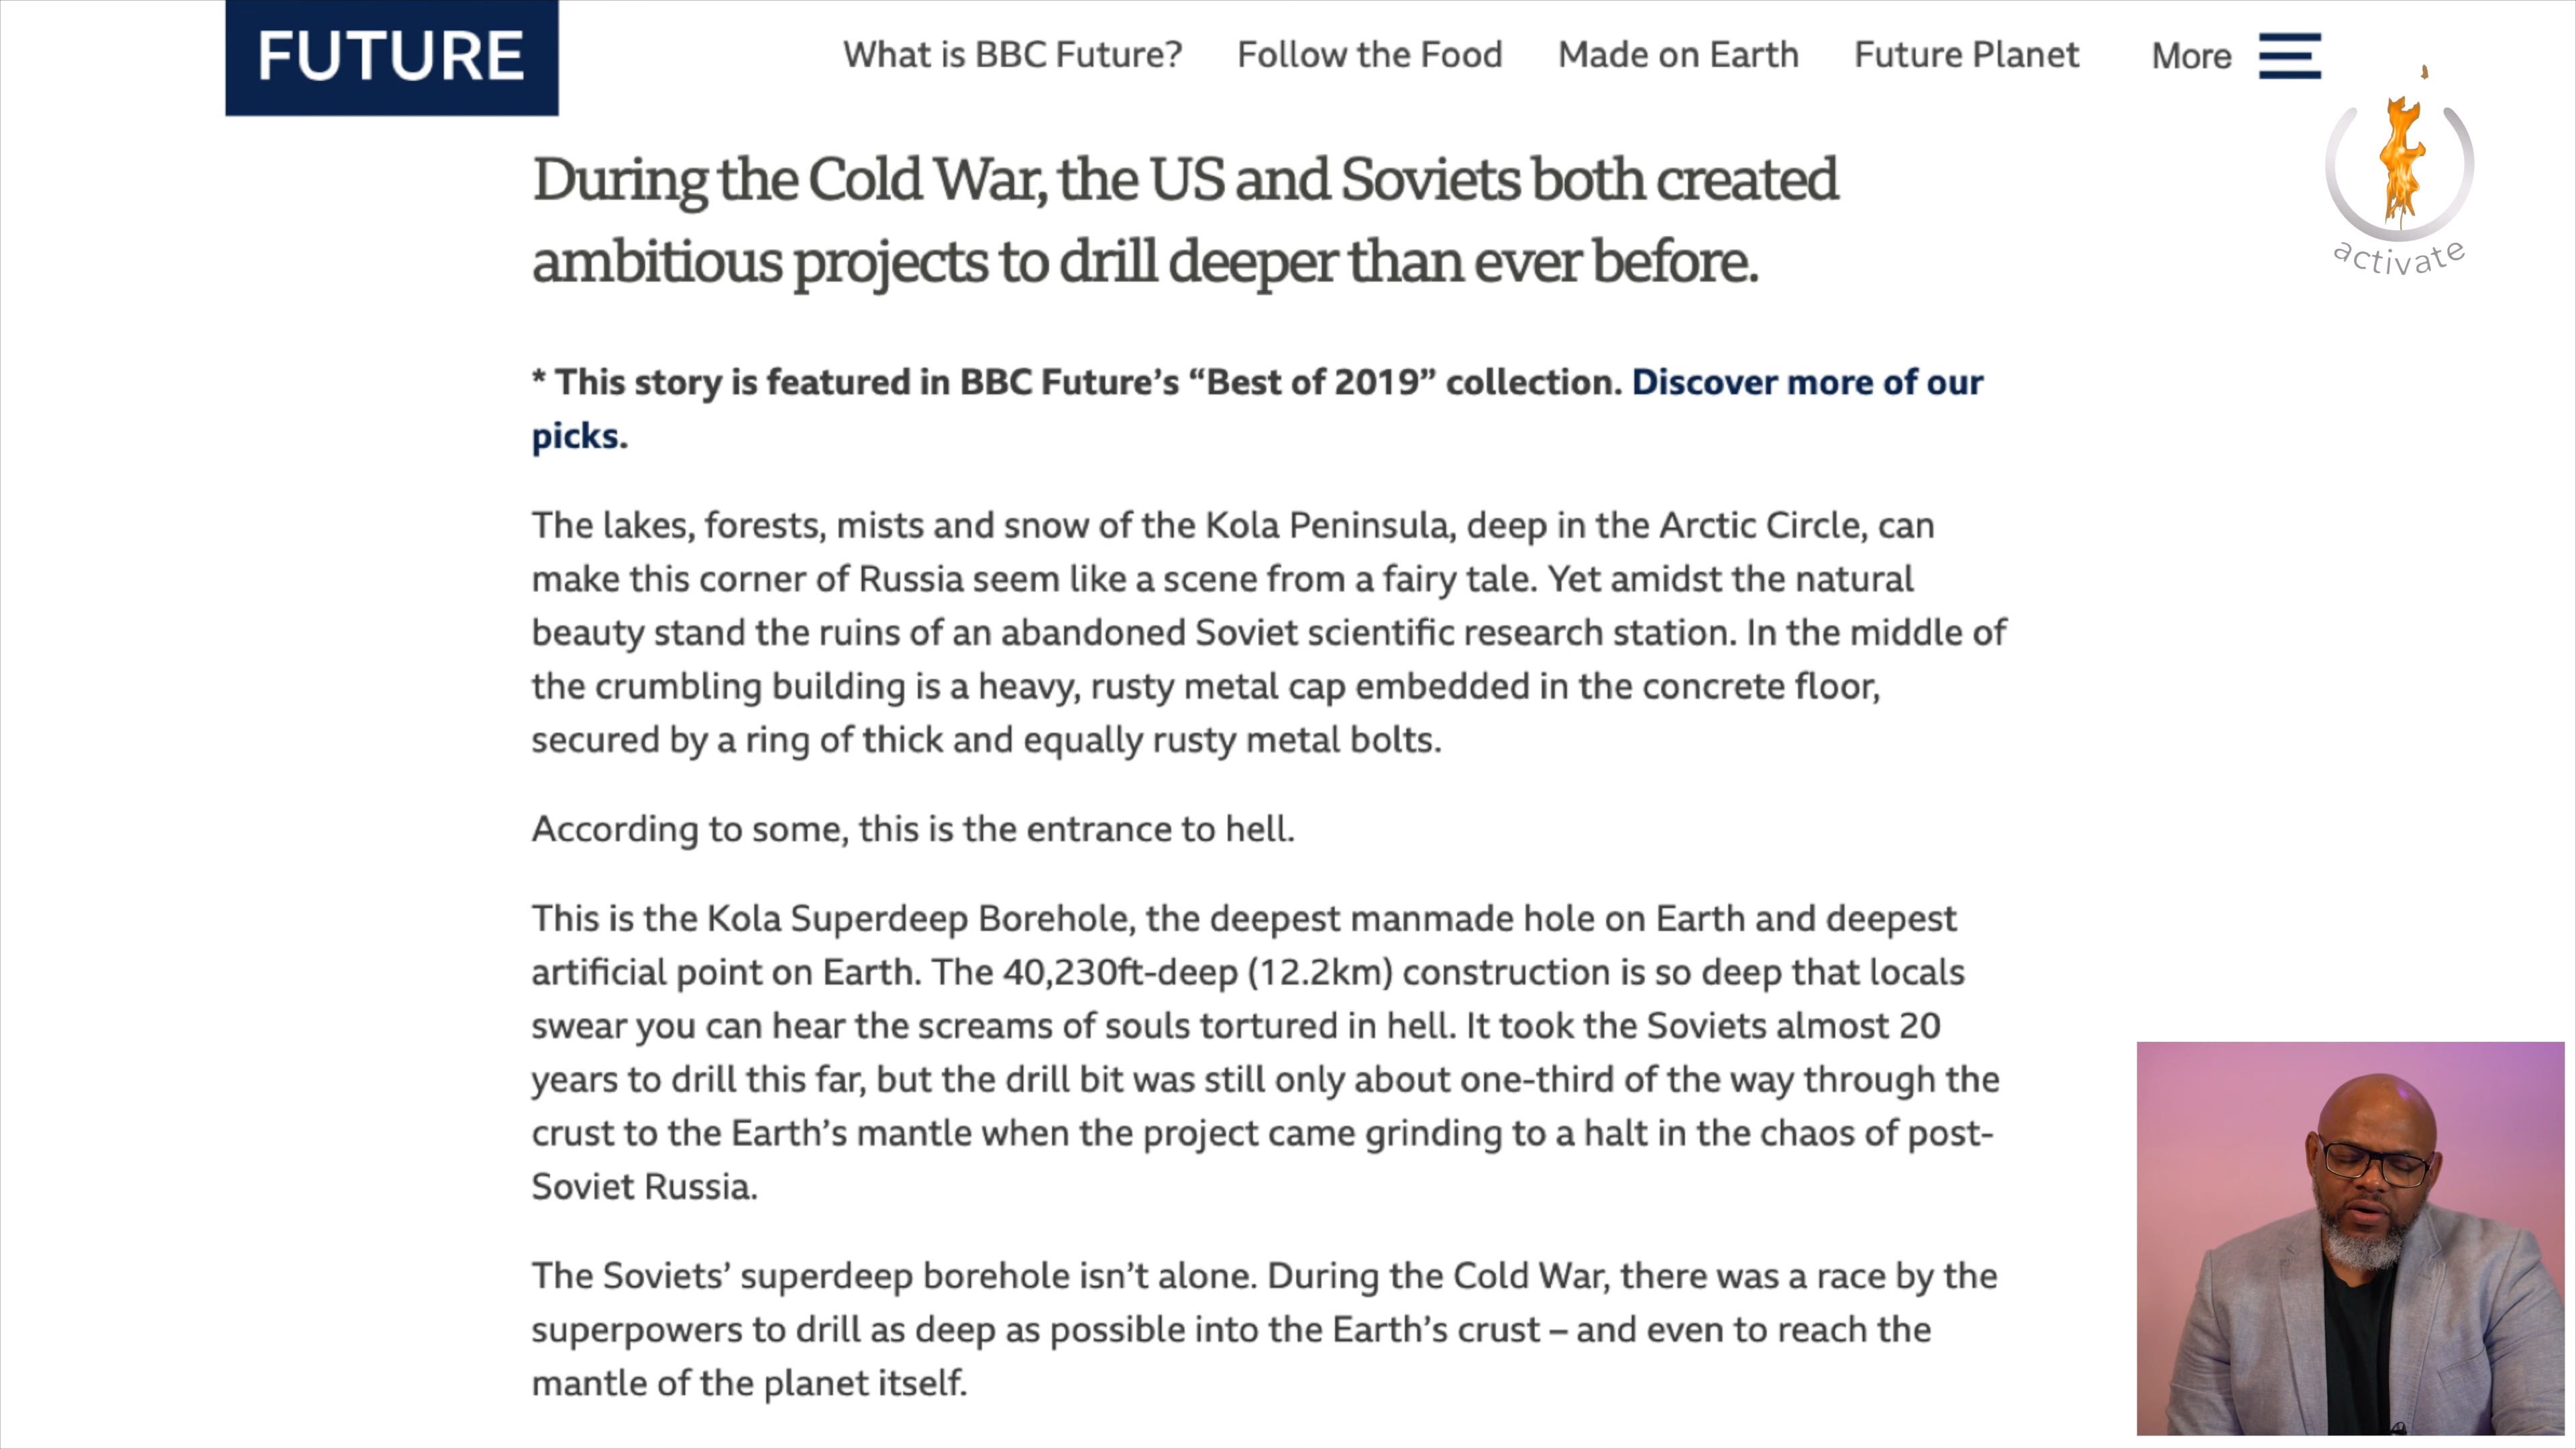 FUTURE
What is BBC Future?
Follow the Food
Made on Earth
Future Planet
More
activate
During the Cold War, the US and Soviets both created
ambitious projects to drill deeper than ever before.
* This story is featured in BBC Future’s “Best of 2019” collection. Discover more of our
picks.
The lakes, forests, mists and snow of the Kola Peninsula, deep in the Arctic Circle, can
make this corner of Russia seem like a scene from a fairy tale. Yet amidst the natural
beauty stand the ruins of an abandoned Soviet scientific research station. In the middle of
the crumbling building is a heavy, rusty metal cap embedded in the concrete floor,
secured by a ring of thick and equally rusty metal bolts.
According to some, this is the entrance to hell.
This is the Kola Superdeep Borehole, the deepest manmade hole on Earth and deepest
artificial point on Earth. The 40,230ft-deep (12.2km) construction is so deep that locals
swear you can hear the screams of souls tortured in hell. It took the Soviets almost 20
years to drill this far, but the drill bit was still only about one-third of the way through the
crust to the Earth’s mantle when the project came grinding to a halt in the chaos of post-
Soviet Russia.
The Soviets’ superdeep borehole isn’t alone. During the Cold War, there was a race by the
superpowers to drill as deep as possible into the Earth’s crust – and even to reach the
mantle of the planet itself.